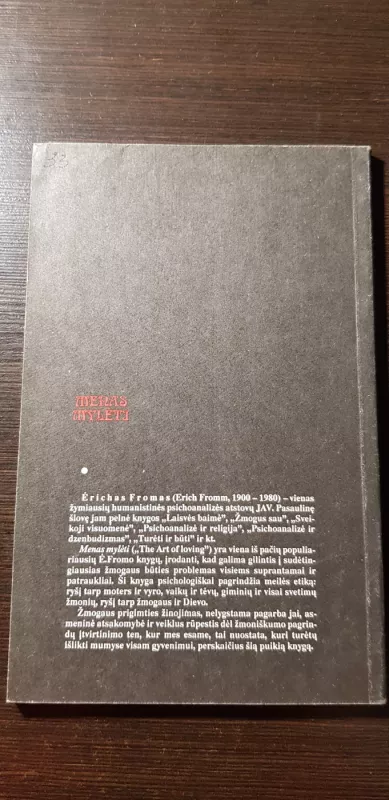 33
MENAS
MYLĖTI
Ėrichas Fromas (Erich Fromm, 1900 – 1980) – vienas
žymiausių humanistinės psichoanalizės atstovų JAV. Pasaulinę
šlovę jam pelnė knygos „Laisvės baimė", „Žmogus sau", „Svei-
koji visuomenė", „Psichoanalizė ir religija", „Psichoanalizė ir
dzenbudizmas", „Turėti ir būti" ir kt.
Menas mylėti („The Art of loving") yra viena iš pačių populia-
riausių Ė.Fromo knygų, įrodanti, kad galima gilintis į sudėtin-
giausias žmogaus būties problemas visiems suprantamai ir
patraukliai. Ši knyga psichologiškai pagrindžia meilės etiką:
ryšį tarp moters ir vyro, vaikų ir tėvų, giminių ir visai svetimų
žmonių, ryšį tarp žmogaus ir Dievo.
Žmogaus prigimties žinojimas, nelygstama pagarba jai, as-
meninė atsakomybė ir veiklus rūpestis dėl žmoniškumo pagrin-
dų įtvirtinimo ten, kur mes esame, tai nuostata, kuri turėtų
išlikti mumyse visam gyvenimui, perskaičius šią puikią knygą.